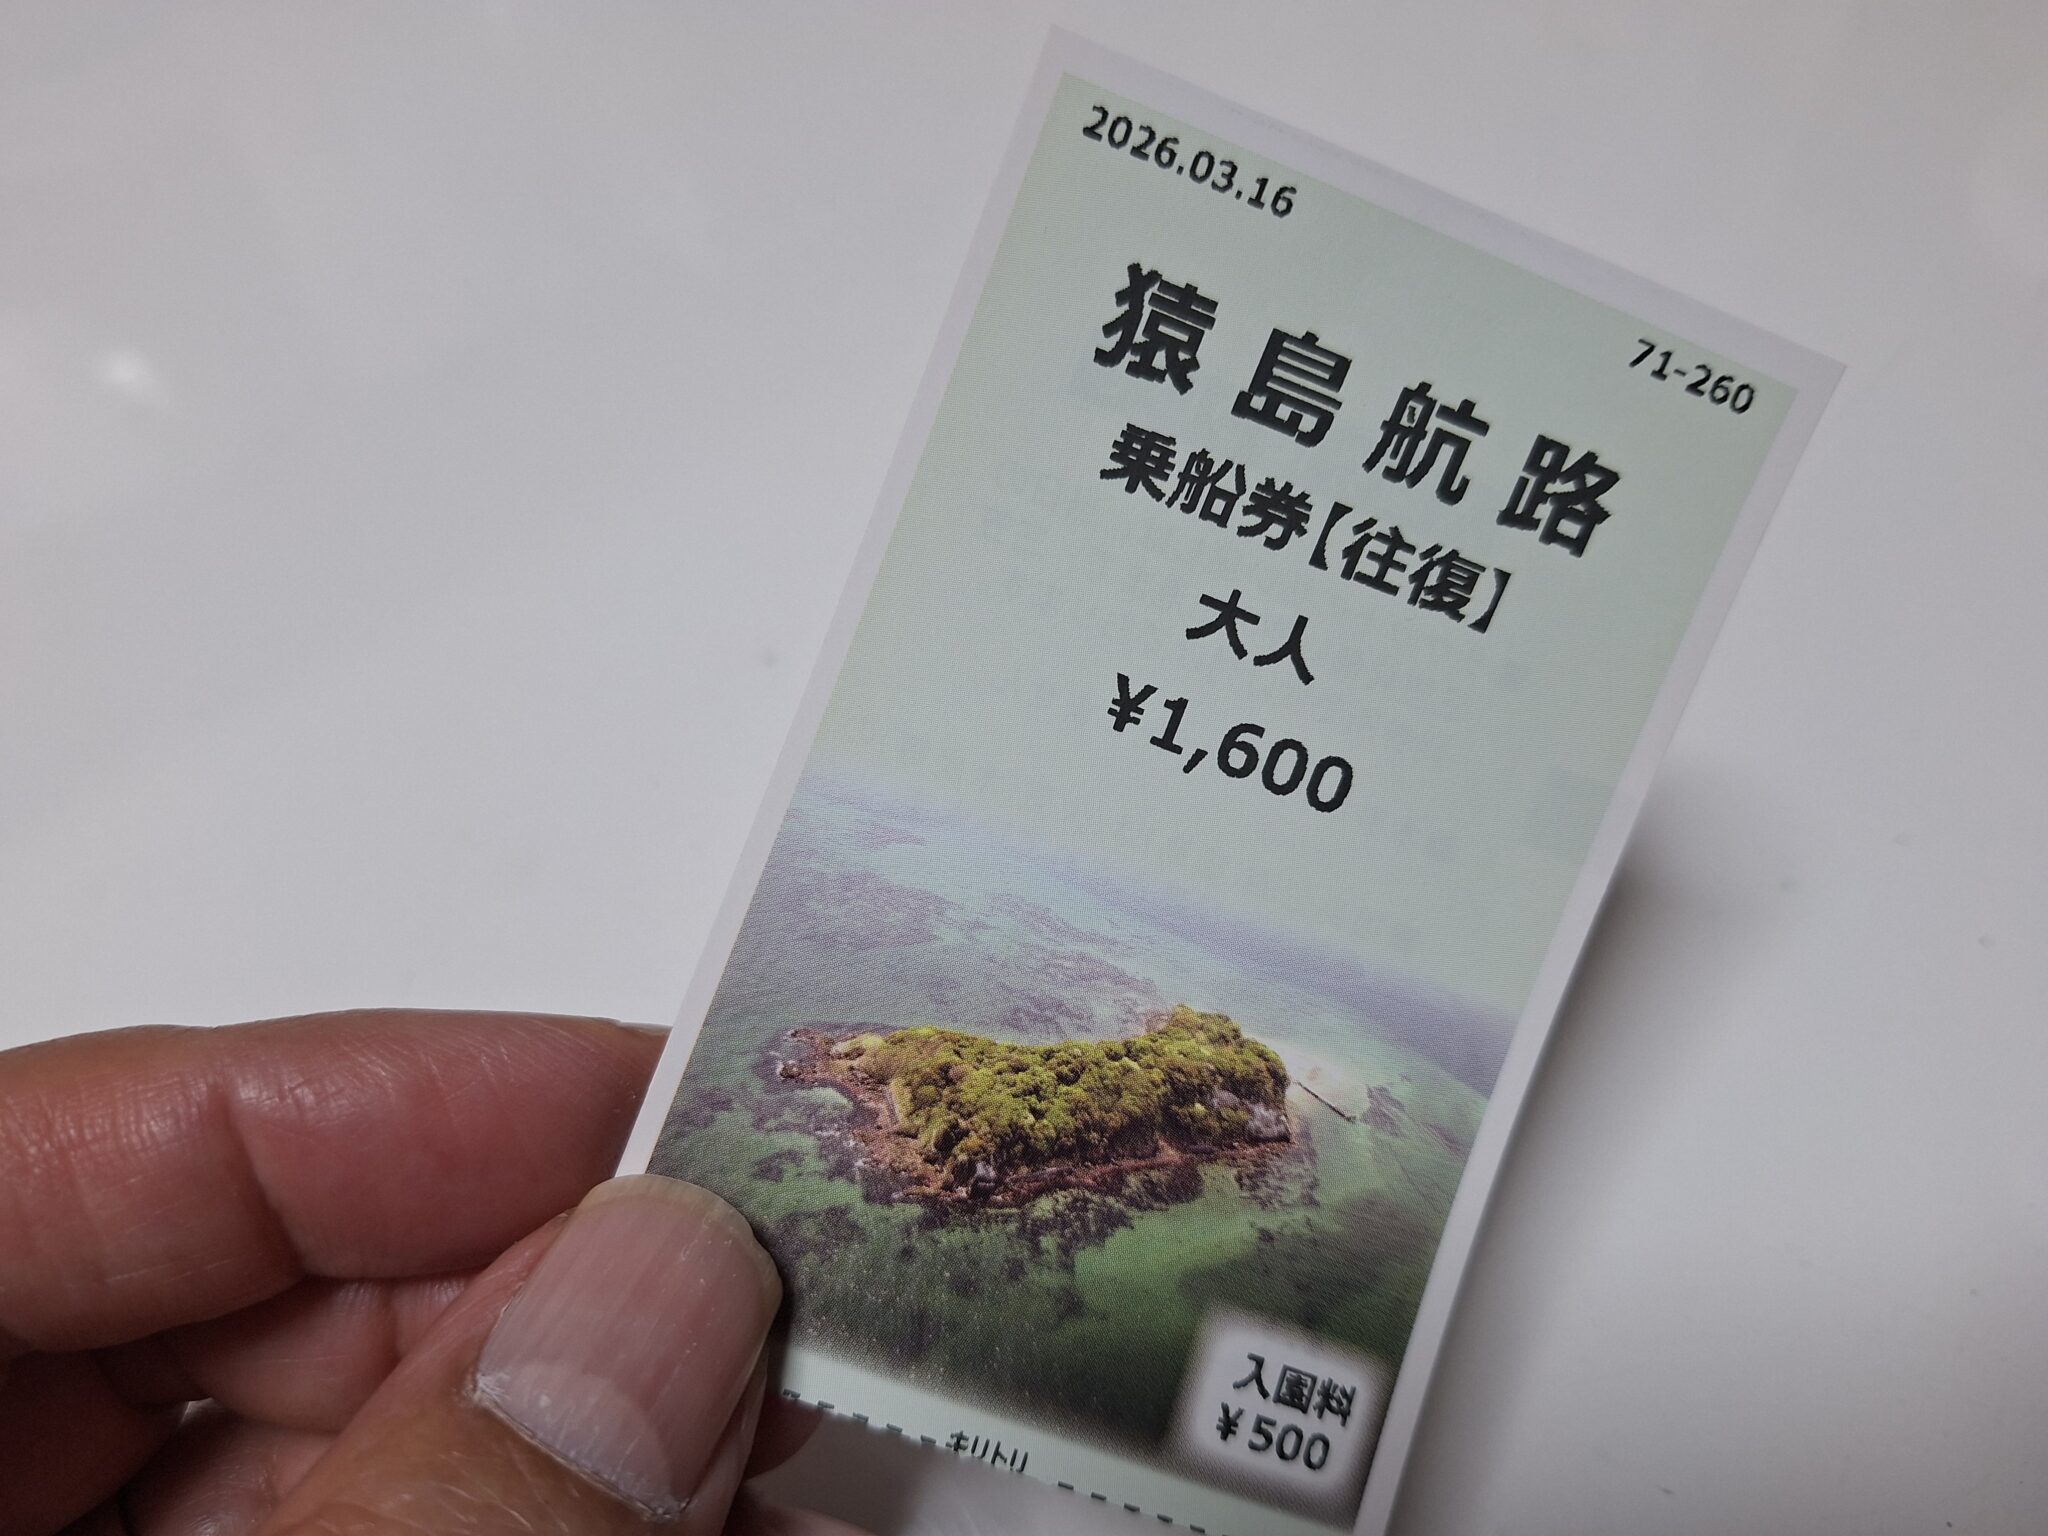 2026.03.16
71-260
猿島航路
乗船券【往復】
大人
¥1,600
入園料
¥500
キリトリ